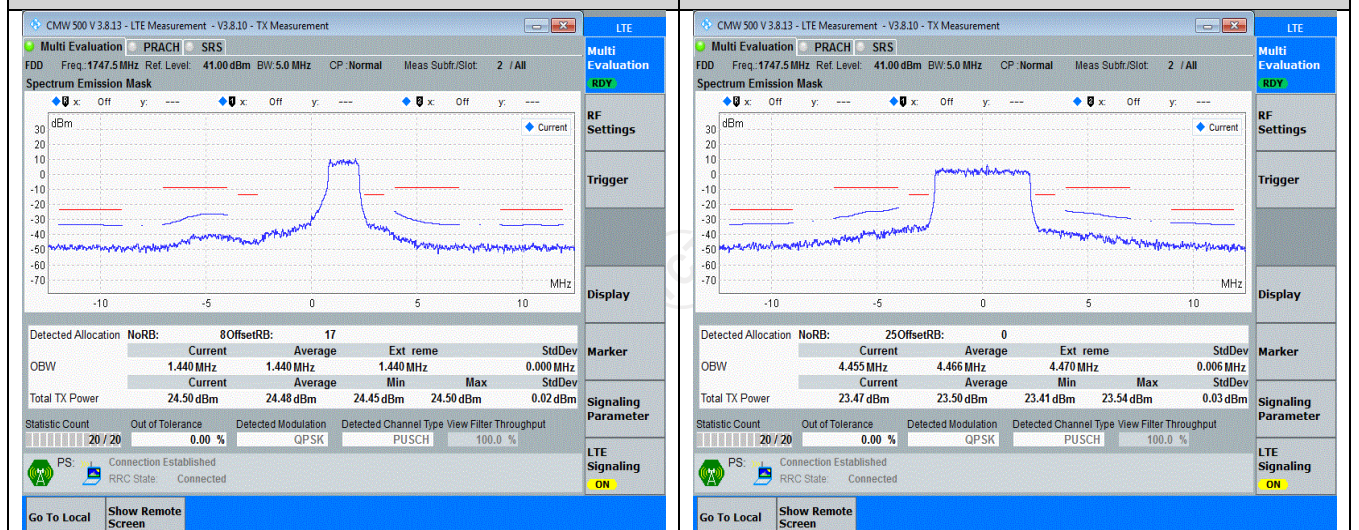 CMW 500 V 3.8.13 - LTE Measurement - V3.8.10 - TX Measurement
LTE
Multi Evaluation PRACH SRS
Multi Evaluation
RDY
FDD Freq.:1747.5 MHz Ref. Level: 41.00 dBm BW:5.0 MHz CP :Normal Meas Subfr./Slot: 2 / All
Spectrum Emission Mask
x: Off y: --- x: Off y: --- x: Off y: ---
RF Settings
dBm
Current
30
20
10
0
-10
-20
-30
-40
-50
-60
-70
MHz
-10 -5 0 5 10
Trigger
Display
Detected Allocation NoRB: 8OffsetRB: 17
Current Average Ext reme StdDev
OBW 1.440 MHz 1.440 MHz 1.440 MHz 0.000 MHz
Current Average Min Max StdDev
Total TX Power 24.50 dBm 24.48 dBm 24.45 dBm 24.50 dBm 0.02 dBm
Marker
Signaling Parameter
Statistic Count Out of Tolerance Detected Modulation Detected Channel Type View Filter Throughput
20 / 20 0.00 % QPSK PUSCH 100.0 %
PS: Connection Established
RRC State: Connected
LTE Signaling
ON
Go To Local
Show Remote Screen
CMW 500 V 3.8.13 - LTE Measurement - V3.8.10 - TX Measurement
LTE
Multi Evaluation PRACH SRS
Multi Evaluation
RDY
FDD Freq.:1747.5 MHz Ref. Level: 41.00 dBm BW:5.0 MHz CP :Normal Meas Subfr./Slot: 2 / All
Spectrum Emission Mask
x: Off y: --- x: Off y: --- x: Off y: ---
RF Settings
dBm
Current
30
20
10
0
-10
-20
-30
-40
-50
-60
-70
MHz
-10 -5 0 5 10
Trigger
Display
Detected Allocation NoRB: 25OffsetRB: 0
Current Average Ext reme StdDev
OBW 4.455 MHz 4.466 MHz 4.470 MHz 0.006 MHz
Current Average Min Max StdDev
Total TX Power 23.47 dBm 23.50 dBm 23.41 dBm 23.54 dBm 0.03 dBm
Marker
Signaling Parameter
Statistic Count Out of Tolerance Detected Modulation Detected Channel Type View Filter Throughput
20 / 20 0.00 % QPSK PUSCH 100.0 %
PS: Connection Established
RRC State: Connected
LTE Signaling
ON
Go To Local
Show Remote Screen